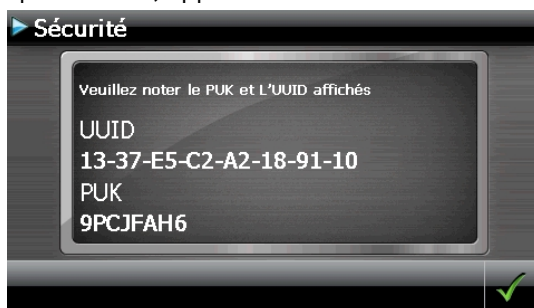 Sécurité
Veuillez noter le PUK et L'UUID affichés
UUID
13-37-E5-C2-A2-18-91-10
PUK
9PCJFAH6